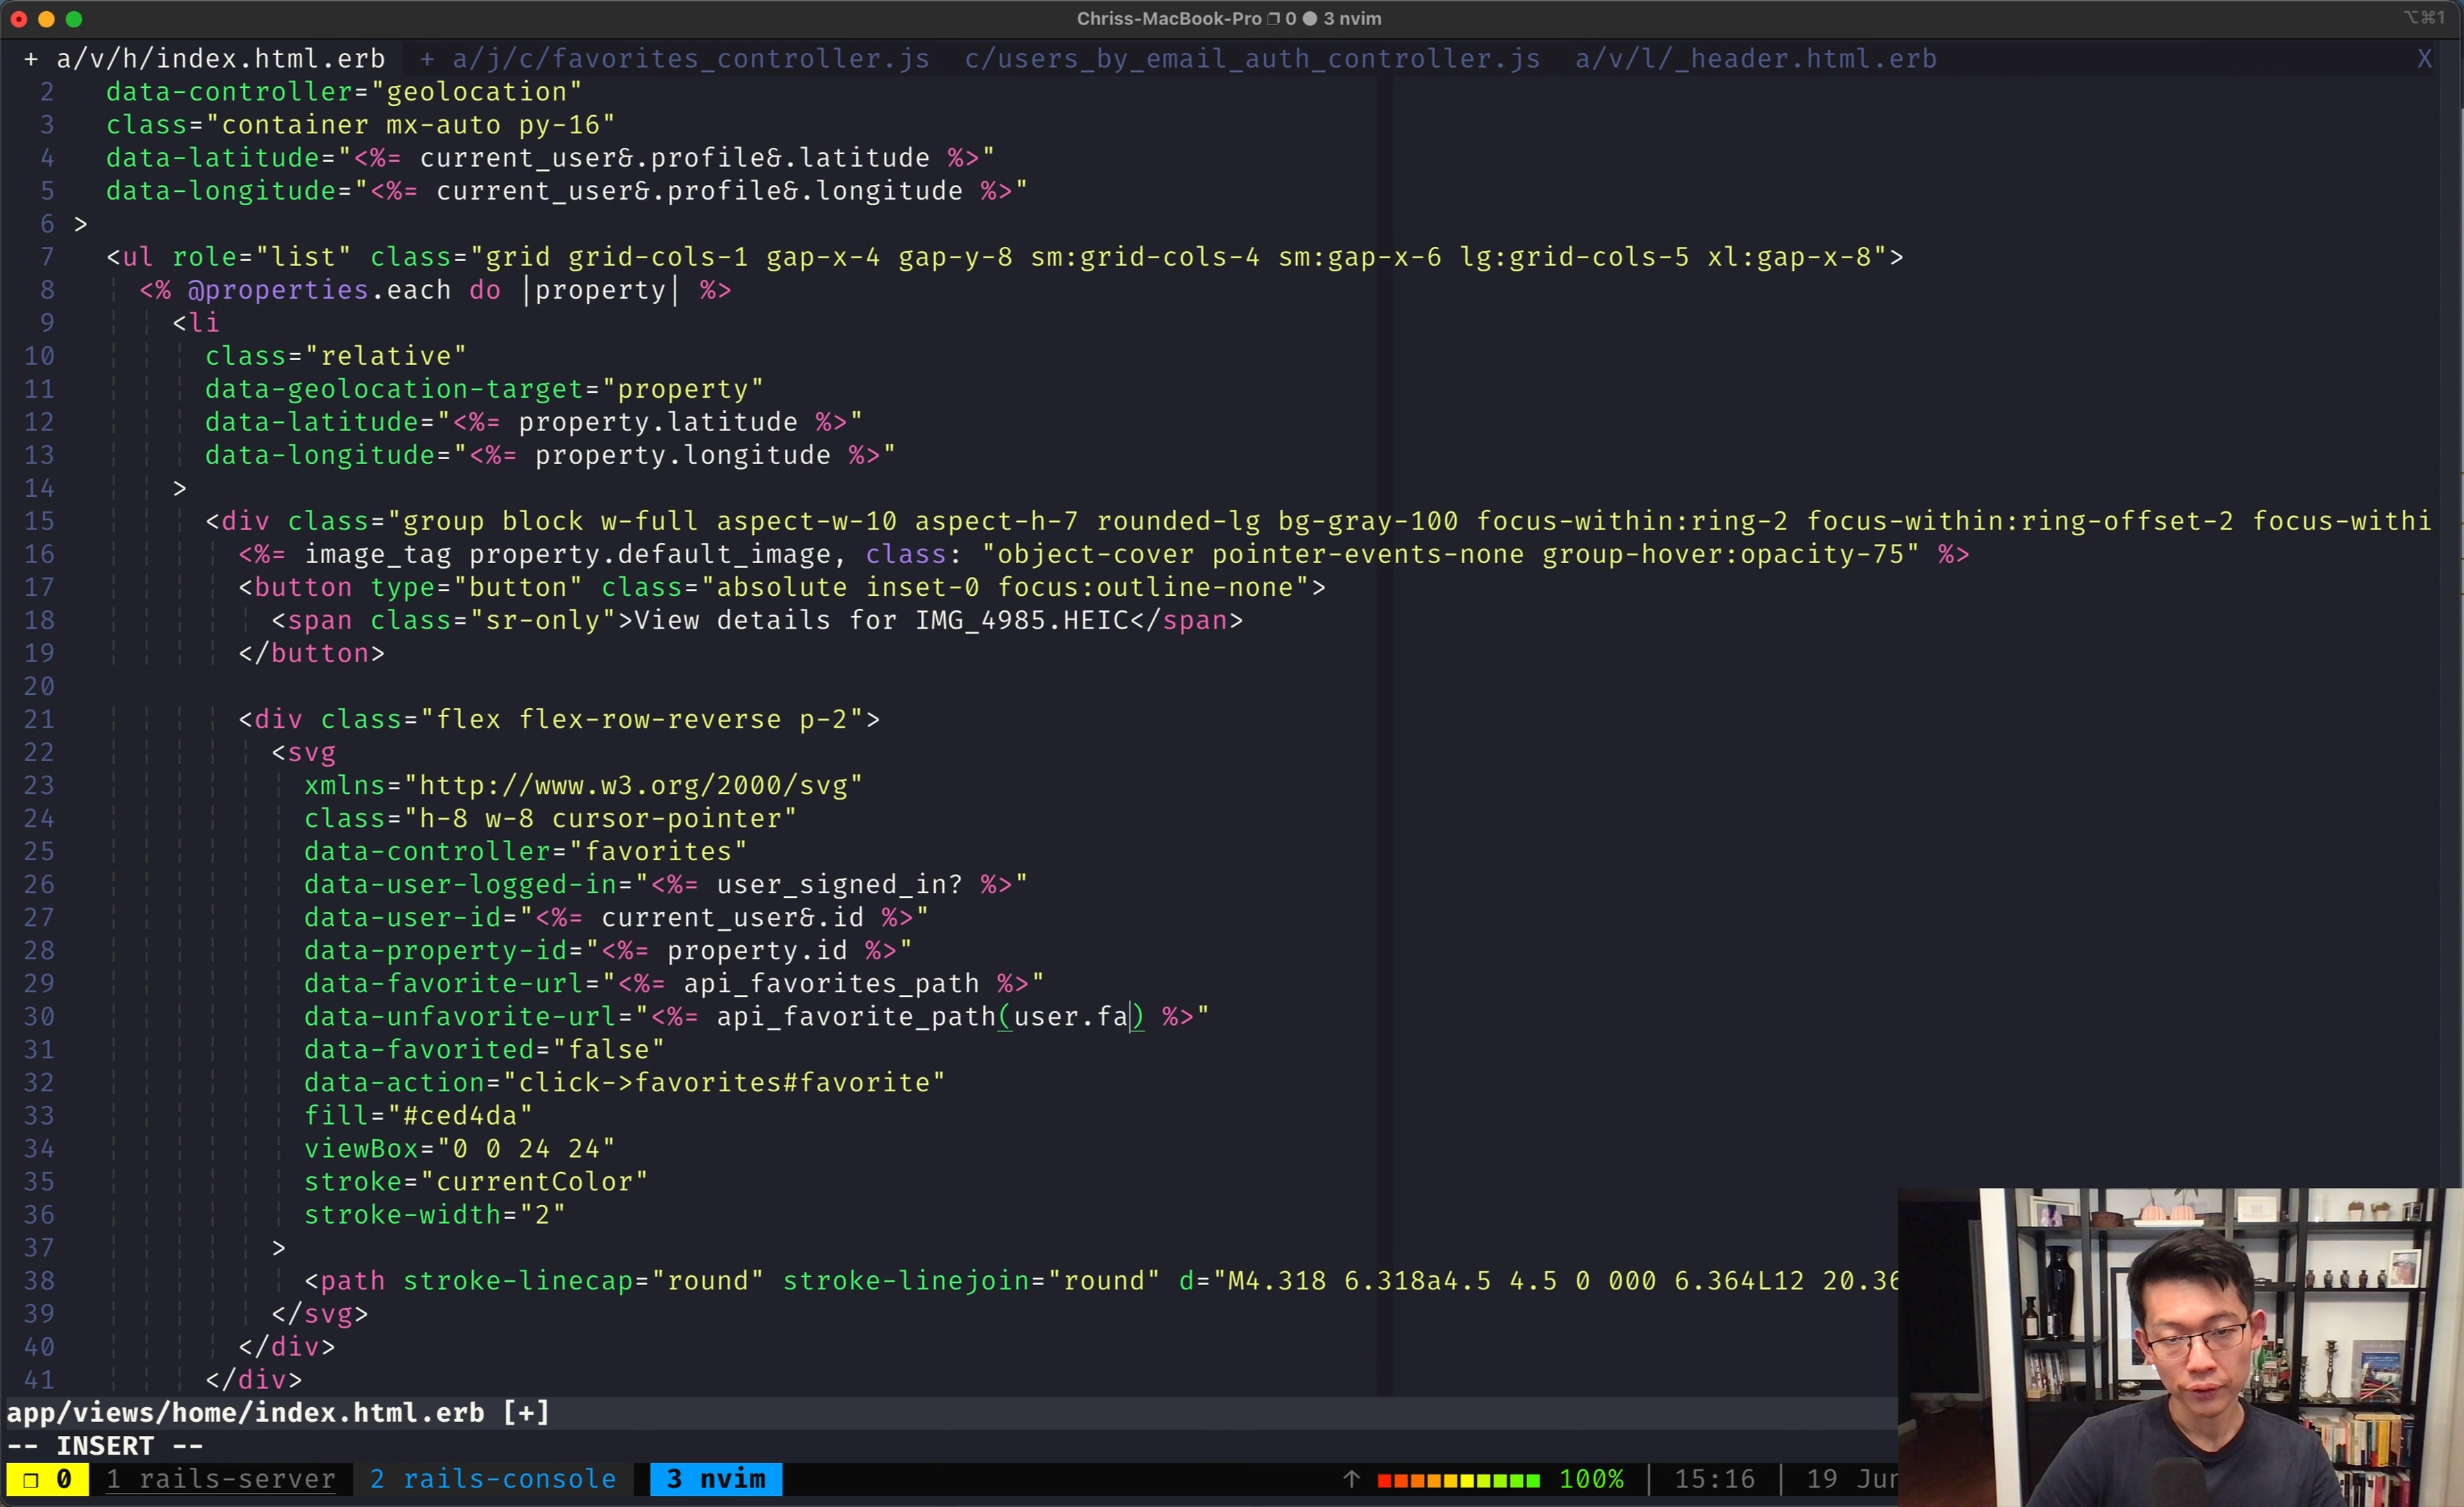 Chriss-MacBook-Pro ❐ 0 ● 3 nvim
⌥⌘1
+ a/v/h/index.html.erb + a/j/c/favorites_controller.js c/users_by_email_auth_controller.js a/v/l/_header.html.erb X
2 data-controller="geolocation"
3 class="container mx-auto py-16"
4 data-latitude="<%= current_user&.profile&.latitude %>"
5 data-longitude="<%= current_user&.profile&.longitude %>"
6 >
7 <ul role="list" class="grid grid-cols-1 gap-x-4 gap-y-8 sm:grid-cols-4 sm:gap-x-6 lg:grid-cols-5 xl:gap-x-8">
8 <% @properties.each do |property| %>
9 <li
10 class="relative"
11 data-geolocation-target="property"
12 data-latitude="<%= property.latitude %>"
13 data-longitude="<%= property.longitude %>"
14 >
15 <div class="group block w-full aspect-w-10 aspect-h-7 rounded-lg bg-gray-100 focus-within:ring-2 focus-within:ring-offset-2 focus-withi
16 <%= image_tag property.default_image, class: "object-cover pointer-events-none group-hover:opacity-75" %>
17 <button type="button" class="absolute inset-0 focus:outline-none">
18 <span class="sr-only">View details for IMG_4985.HEIC</span>
19 </button>
20
21 <div class="flex flex-row-reverse p-2">
22 <svg
23 xmlns="http://www.w3.org/2000/svg"
24 class="h-8 w-8 cursor-pointer"
25 data-controller="favorites"
26 data-user-logged-in="<%= user_signed_in? %>"
27 data-user-id="<%= current_user&.id %>"
28 data-property-id="<%= property.id %>"
29 data-favorite-url="<%= api_favorites_path %>"
30 data-unfavorite-url="<%= api_favorite_path(user.fa) %>"
31 data-favorited="false"
32 data-action="click->favorites#favorite"
33 fill="#ced4da"
34 viewBox="0 0 24 24"
35 stroke="currentColor"
36 stroke-width="2"
37 >
38 <path stroke-linecap="round" stroke-linejoin="round" d="M4.318 6.318a4.5 4.5 0 000 6.364L12 20.36
39 </svg>
40 </div>
41 </div>
app/views/home/index.html.erb [+]
-- INSERT --
❐ 0 1 rails-server 2 rails-console 3 nvim ↑ 100% | 15:16 | 19 Jun